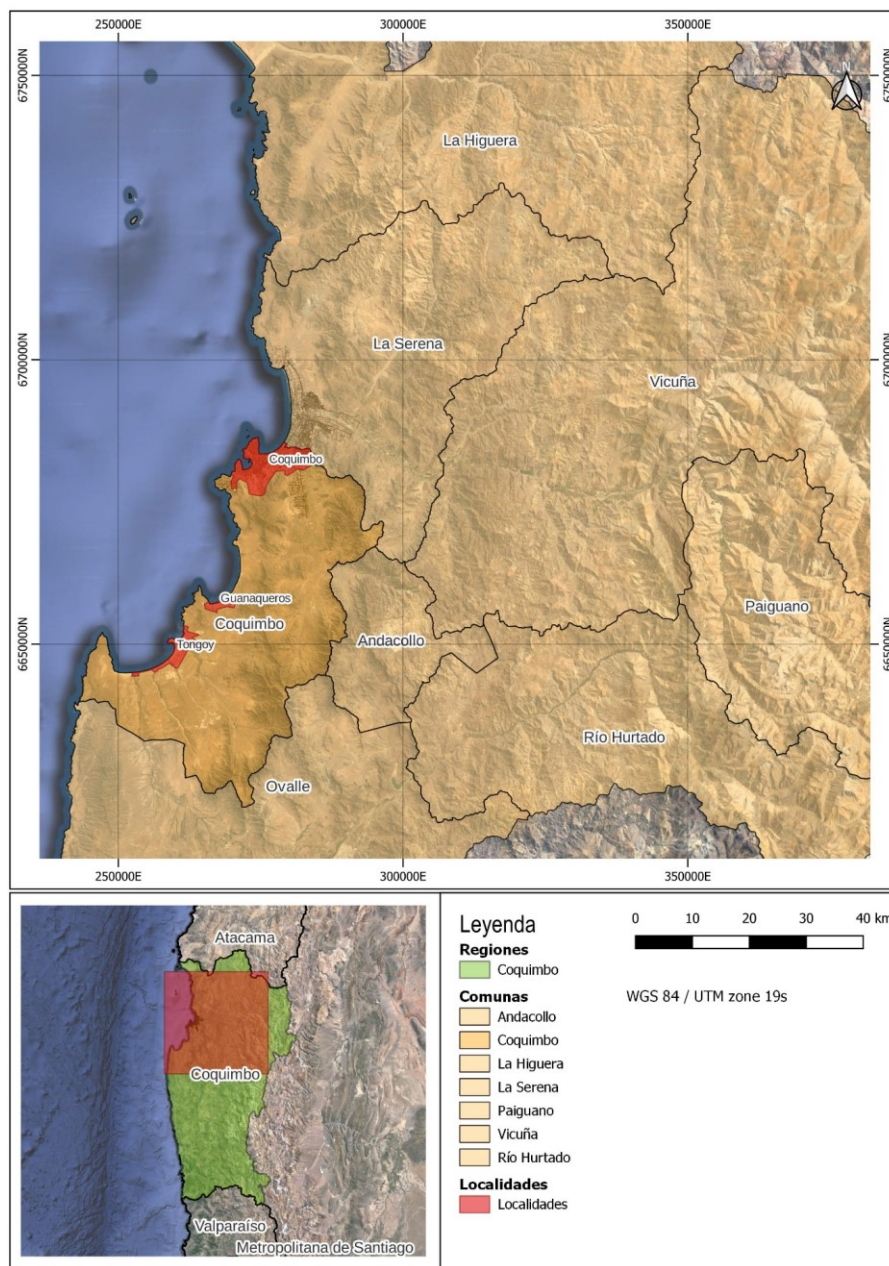 250000E 300000E 350000E
6750000N 6750000N
N
La Higuera
La Serena
6700000N 6700000N
Vicuña
Coquimbo
Guanaqueros
Paiguano
Coquimbo
Andacollo
Tongoy
6650000N 6650000N
Río Hurtado
Ovalle
250000E 300000E 350000E
Atacama
Coquimbo
Valparaíso
Metropolitana de Santiago
Leyenda
Regiones
Coquimbo
Comunas
Andacollo
Coquimbo
La Higuera
La Serena
Paiguano
Vicuña
Río Hurtado
Localidades
Localidades
0 10 20 30 40 km
WGS 84 / UTM zone 19s